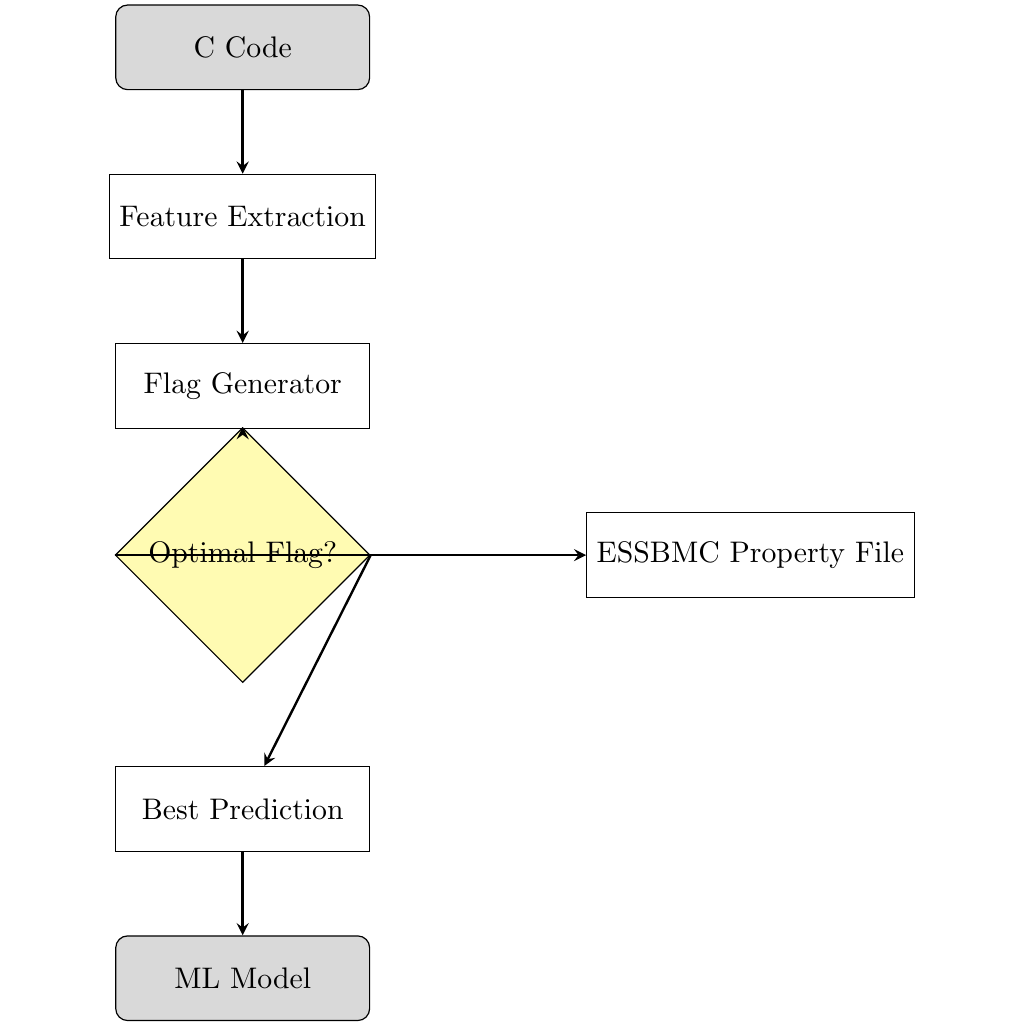 C Code
Feature Extraction
Flag Generator
Optimal Flag?
ESSBMC Property File
Best Prediction
ML Model